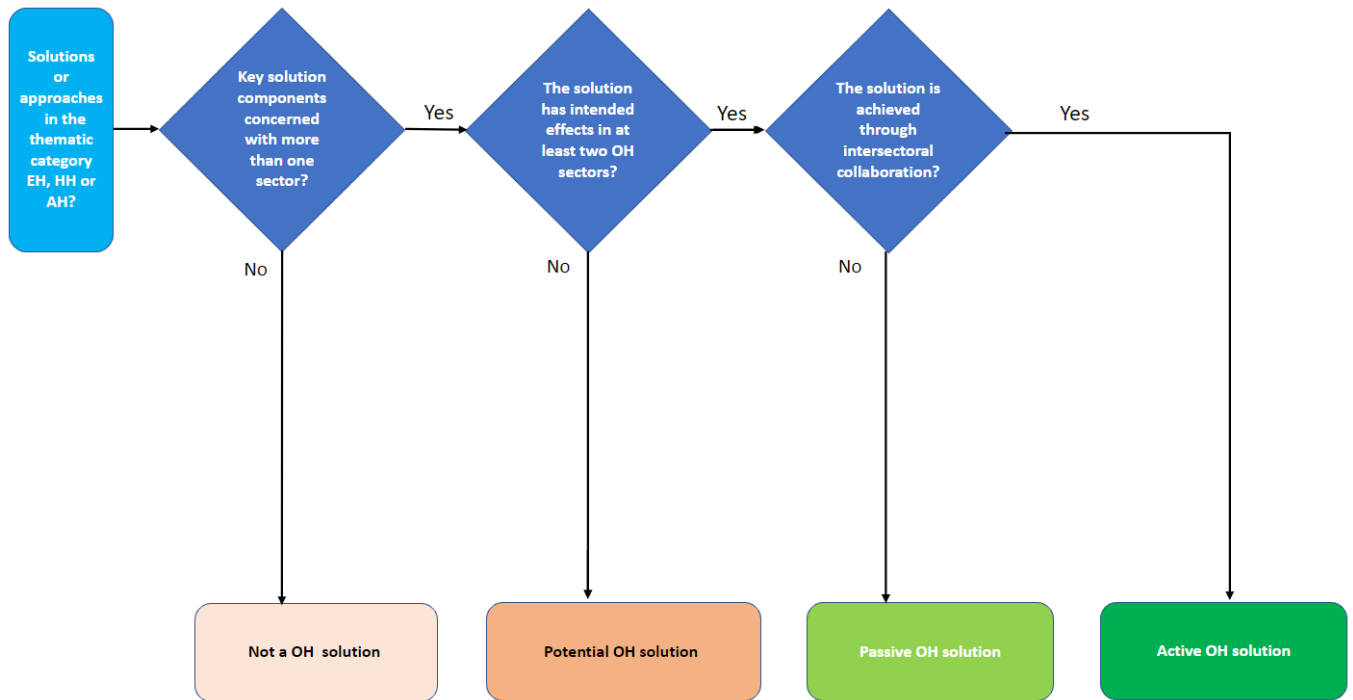 Solutions
or
approaches
in the
thematic
category
EH, HH or
AH?
Key solution
components
concerned
with more
than one
sector?
Yes
The solution
has intended
effects in at
least two OH
sectors?
Yes
The solution is
achieved
through
intersectoral
collaboration?
Yes
No
No
No
Not a OH solution
Potential OH solution
Passive OH solution
Active OH solution